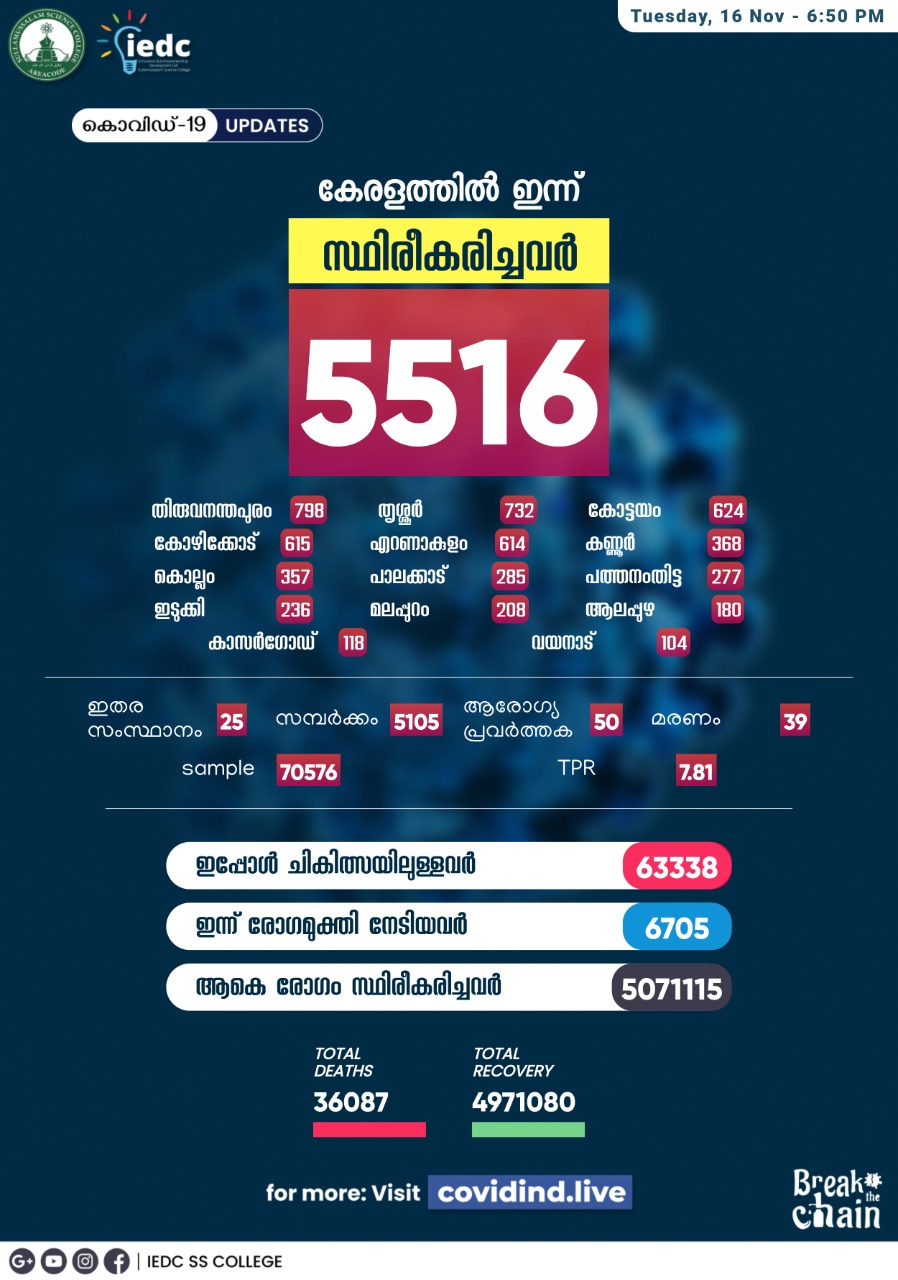 Tuesday, 16 Nov - 6:50 PM
SULLAMUSSALAM SCIENCE COLLEGE
AREACODE
iedc
കൊവിഡ്-19 UPDATES
കേരളത്തിൽ ഇന്ന്
സ്ഥിരീകരിച്ചവർ
5516
തിരുവനന്തപുരം 798 തൃശ്ശൂർ 732 കോട്ടയം 624
കോഴിക്കോട് 615 എറണാകുളം 614 കണ്ണൂർ 368
കൊല്ലം 357 പാലക്കാട് 285 പത്തനംതിട്ട 277
ഇടുക്കി 236 മലപ്പുറം 208 ആലപ്പുഴ 180
കാസർഗോഡ് 118 വയനാട് 104
ഇതര
സംസ്ഥാനം 25 സമ്പർക്കം 5105 ആരോഗ്യ
പ്രവർത്തക 50 മരണം 39
sample 70576 TPR 7.81
ഇപ്പോൾ ചികിത്സയിലുള്ളവർ 63338
ഇന്ന് രോഗമുക്തി നേടിയവർ 6705
ആകെ രോഗം സ്ഥിരീകരിച്ചവർ 5071115
TOTAL
DEATHS
36087
TOTAL
RECOVERY
4971080
for more: Visit covidind.live
Break
the
chain
G+ f | IEDC SS COLLEGE